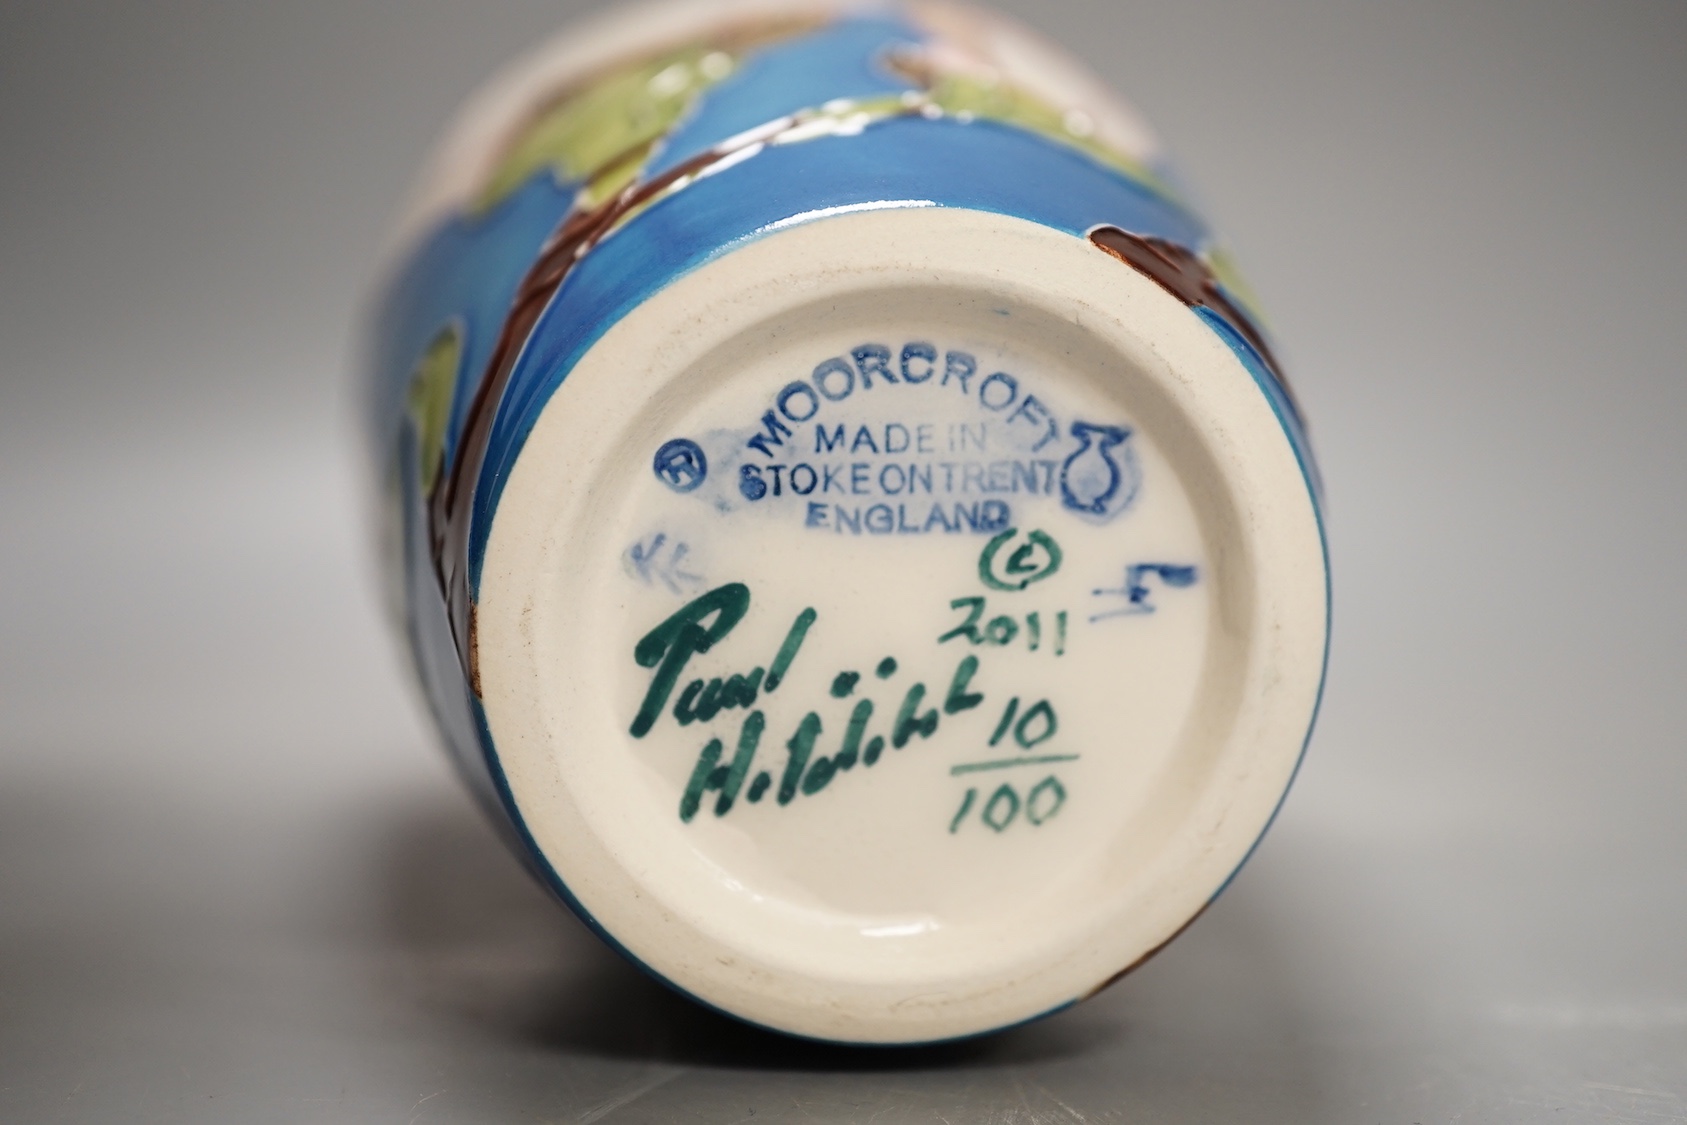 MOORCROFT
MADE IN
STOKE ON TRENT
ENGLAND
®
©
2011
Paul
10
100